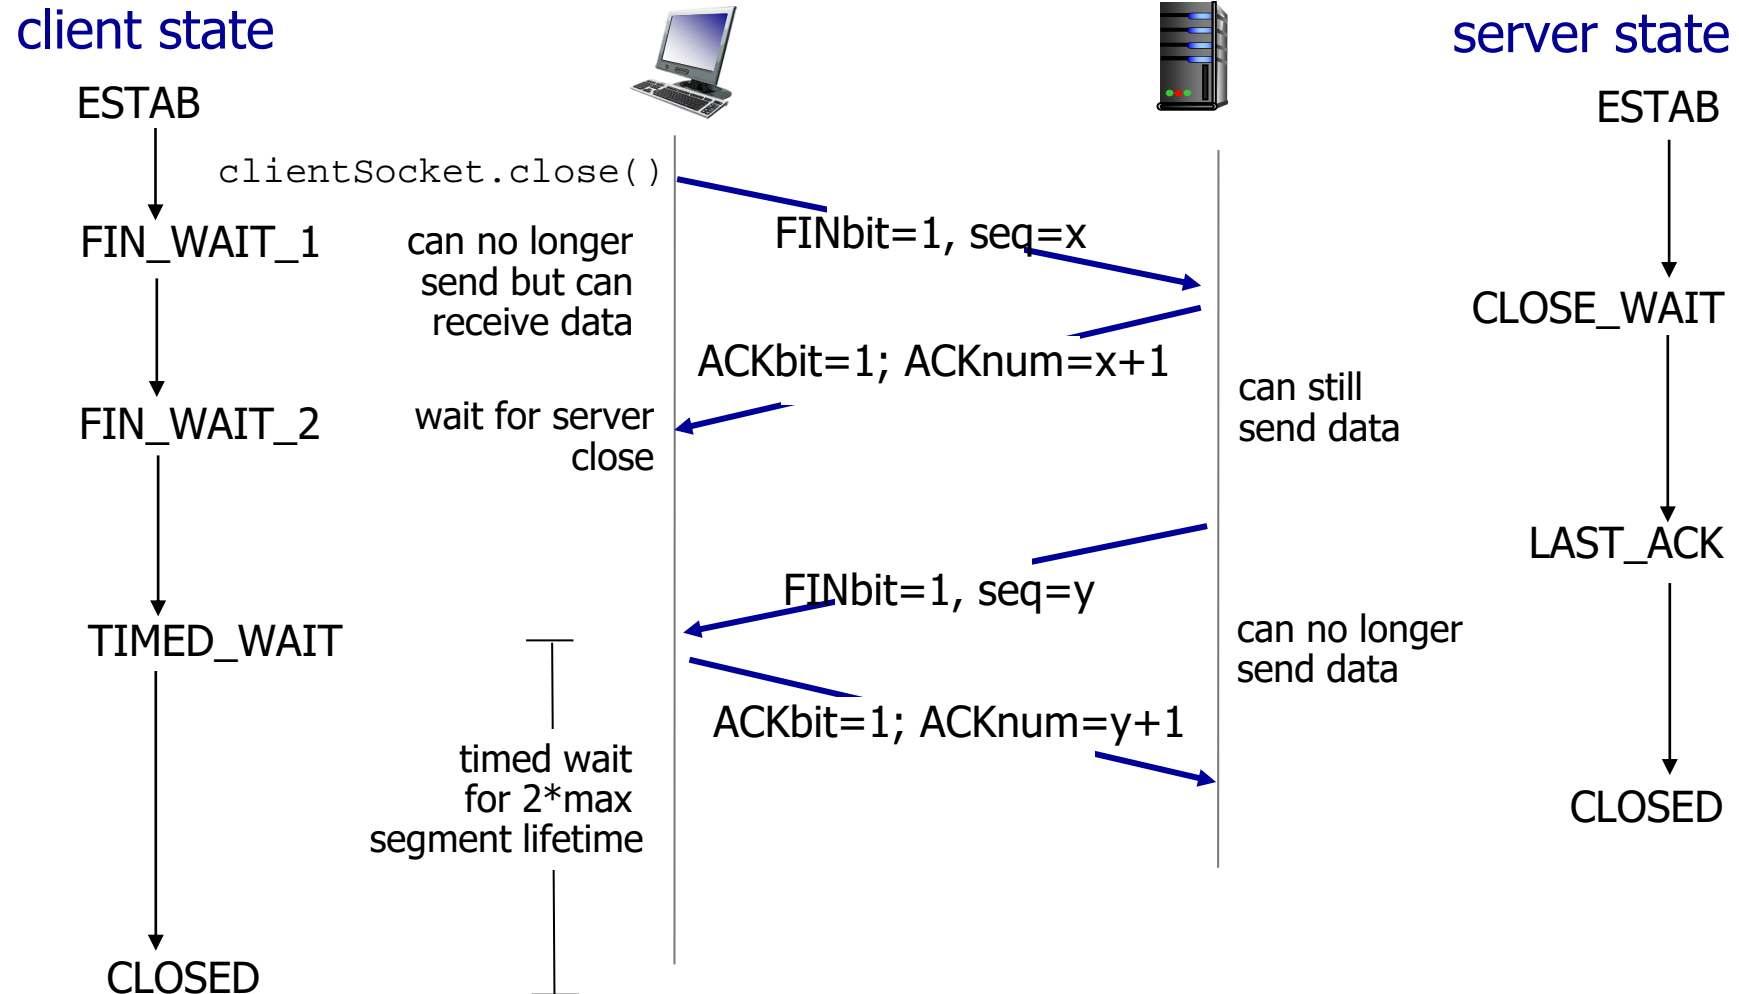 client state
server state
ESTAB
ESTAB
clientSocket.close()
FIN_WAIT_1
can no longer
send but can
receive data
FINbit=1, seq=x
CLOSE_WAIT
ACKbit=1; ACKnum=x+1
can still
send data
FIN_WAIT_2
wait for server
close
LAST_ACK
FINbit=1, seq=y
TIMED_WAIT
can no longer
send data
ACKbit=1; ACKnum=y+1
timed wait
for 2*max
segment lifetime
CLOSED
CLOSED